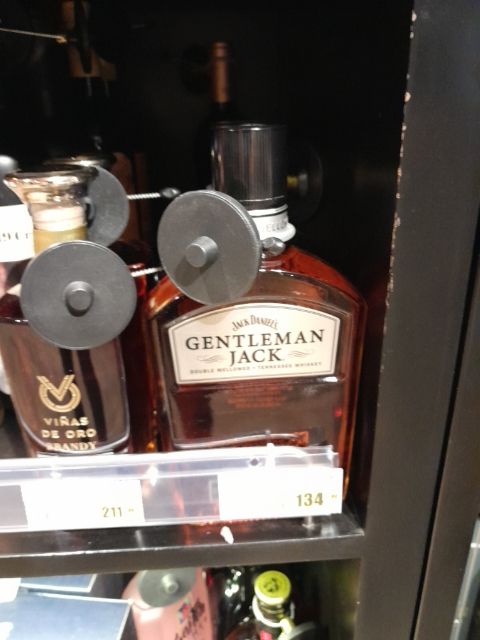 JACK DANIEL'S
GENTLEMAN
JACK
DOUBLE MELLOWED • TENNESSEE WHISKEY
VIÑAS
DE ORO
BRANDY
211
134